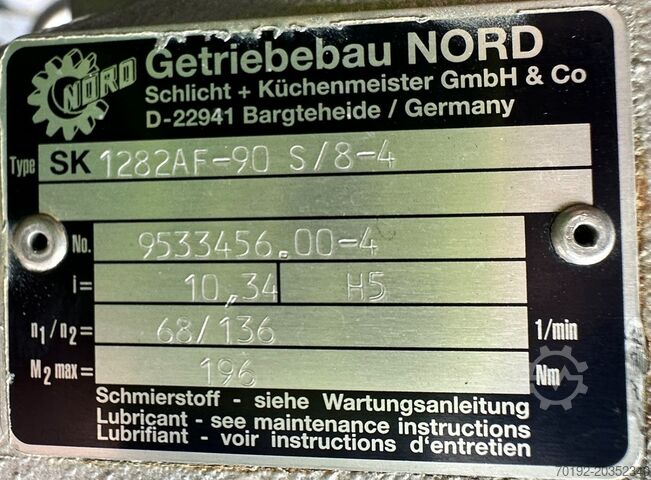 NORD
Getriebebau NORD
Schlicht + Küchenmeister GmbH & Co
D-22941 Bargteheide / Germany
Type SK 1282AF-90 S/8-4
No. 9533456.00-4
i= 10,34 H5
n1/n2= 68/136 1/min
M2 max= 196 Nm
Schmierstoff - siehe Wartungsanleitung
Lubricant - see maintenance instructions
Lubrifiant - voir instructions d'entretien